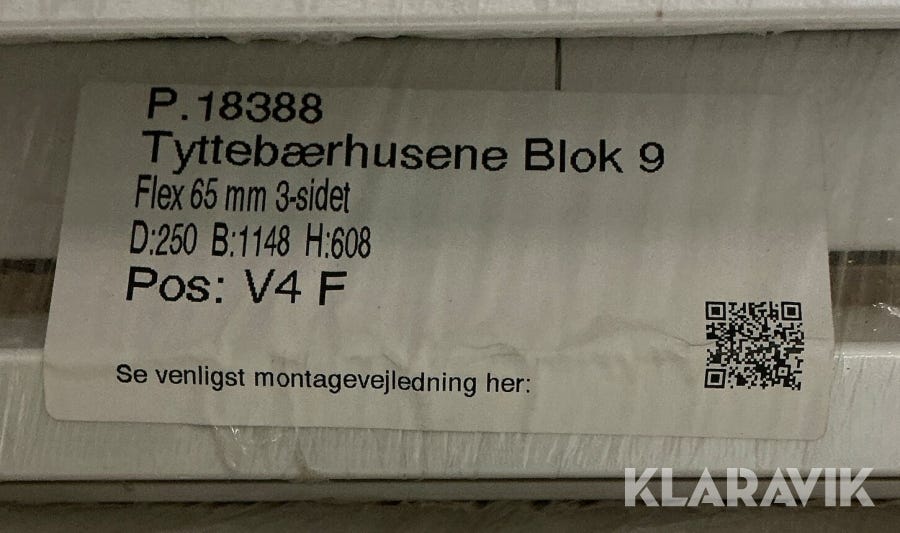 P.18388
Tyttebærhusene Blok 9
Flex 65 mm 3-sidet
D:250 B:1148 H:608
Pos: V4 F
Se venligst montagevejledning her:
KLARAVIK